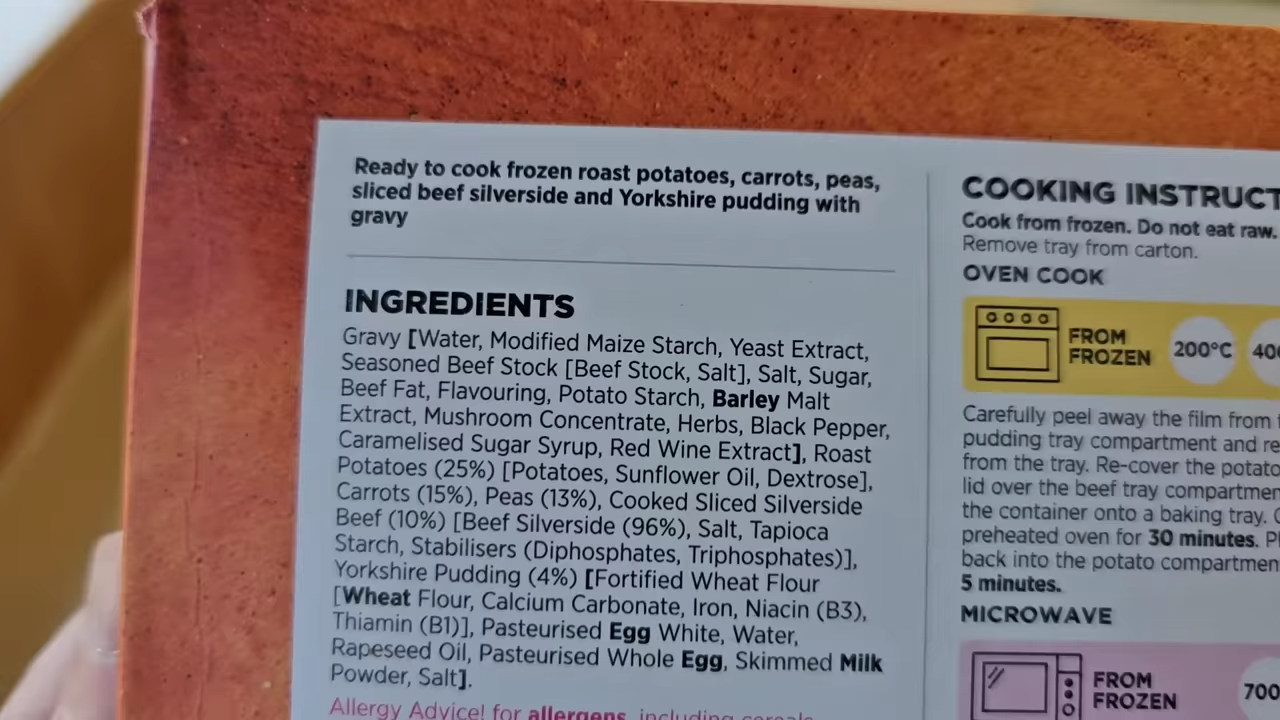 Ready to cook frozen roast potatoes, carrots, peas,
sliced beef silverside and Yorkshire pudding with
gravy
INGREDIENTS
Gravy [Water, Modified Maize Starch, Yeast Extract,
Seasoned Beef Stock [Beef Stock, Salt], Salt, Sugar,
Beef Fat, Flavouring, Potato Starch, Barley Malt
Extract, Mushroom Concentrate, Herbs, Black Pepper,
Caramelised Sugar Syrup, Red Wine Extract], Roast
Potatoes (25%) [Potatoes, Sunflower Oil, Dextrose],
Carrots (15%), Peas (13%), Cooked Sliced Silverside
Beef (10%) [Beef Silverside (96%), Salt, Tapioca
Starch, Stabilisers (Diphosphates, Triphosphates)],
Yorkshire Pudding (4%) [Fortified Wheat Flour
[Wheat Flour, Calcium Carbonate, Iron, Niacin (B3),
Thiamin (B1)], Pasteurised Egg White, Water,
Rapeseed Oil, Pasteurised Whole Egg, Skimmed Milk
Powder, Salt].
Allergy Advice! for allergens, including cereals
COOKING INSTRUCT
Cook from frozen. Do not eat raw.
Remove tray from carton.
OVEN COOK
FROM
FROZEN
200°C
40
Carefully peel away the film from
pudding tray compartment and re
from the tray. Re-cover the potato
lid over the beef tray compartmen
the container onto a baking tray.
preheated oven for 30 minutes. P
back into the potato compartmen
5 minutes.
MICROWAVE
FROM
FROZEN
700